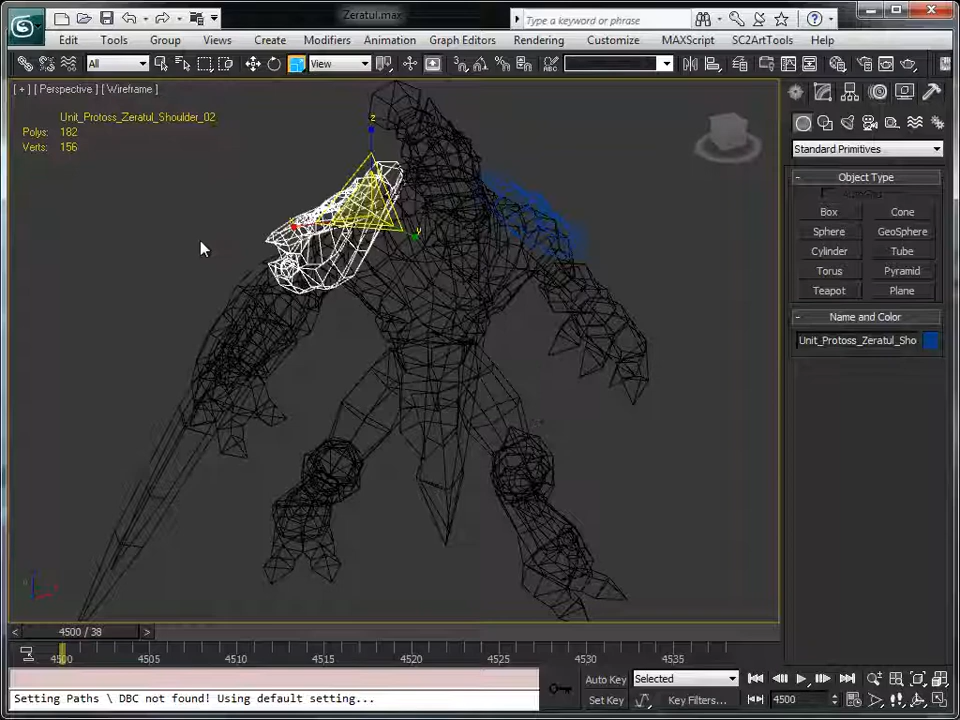 Zeratul.max
Type a keyword or phrase
Edit Tools Group Views Create Modifiers Animation Graph Editors Rendering Customize MAXScript SC2ArtTools Help
All
View
[ + ] [ Perspective ] [ Wireframe ]
Unit_Protoss_Zeratul_Shoulder_02
Polys: 182
Verts: 156
z
y
Standard Primitives
- Object Type
AutoGrid
Box Cone
Sphere GeoSphere
Cylinder Tube
Torus Pyramid
Teapot Plane
- Name and Color
Unit_Protoss_Zeratul_Sho
< 4500 / 38 >
4500 4505 4510 4515 4520 4525 4530 4535
Auto Key Selected
Setting Paths \ DBC not found! Using default setting...
Set Key Key Filters... 4500